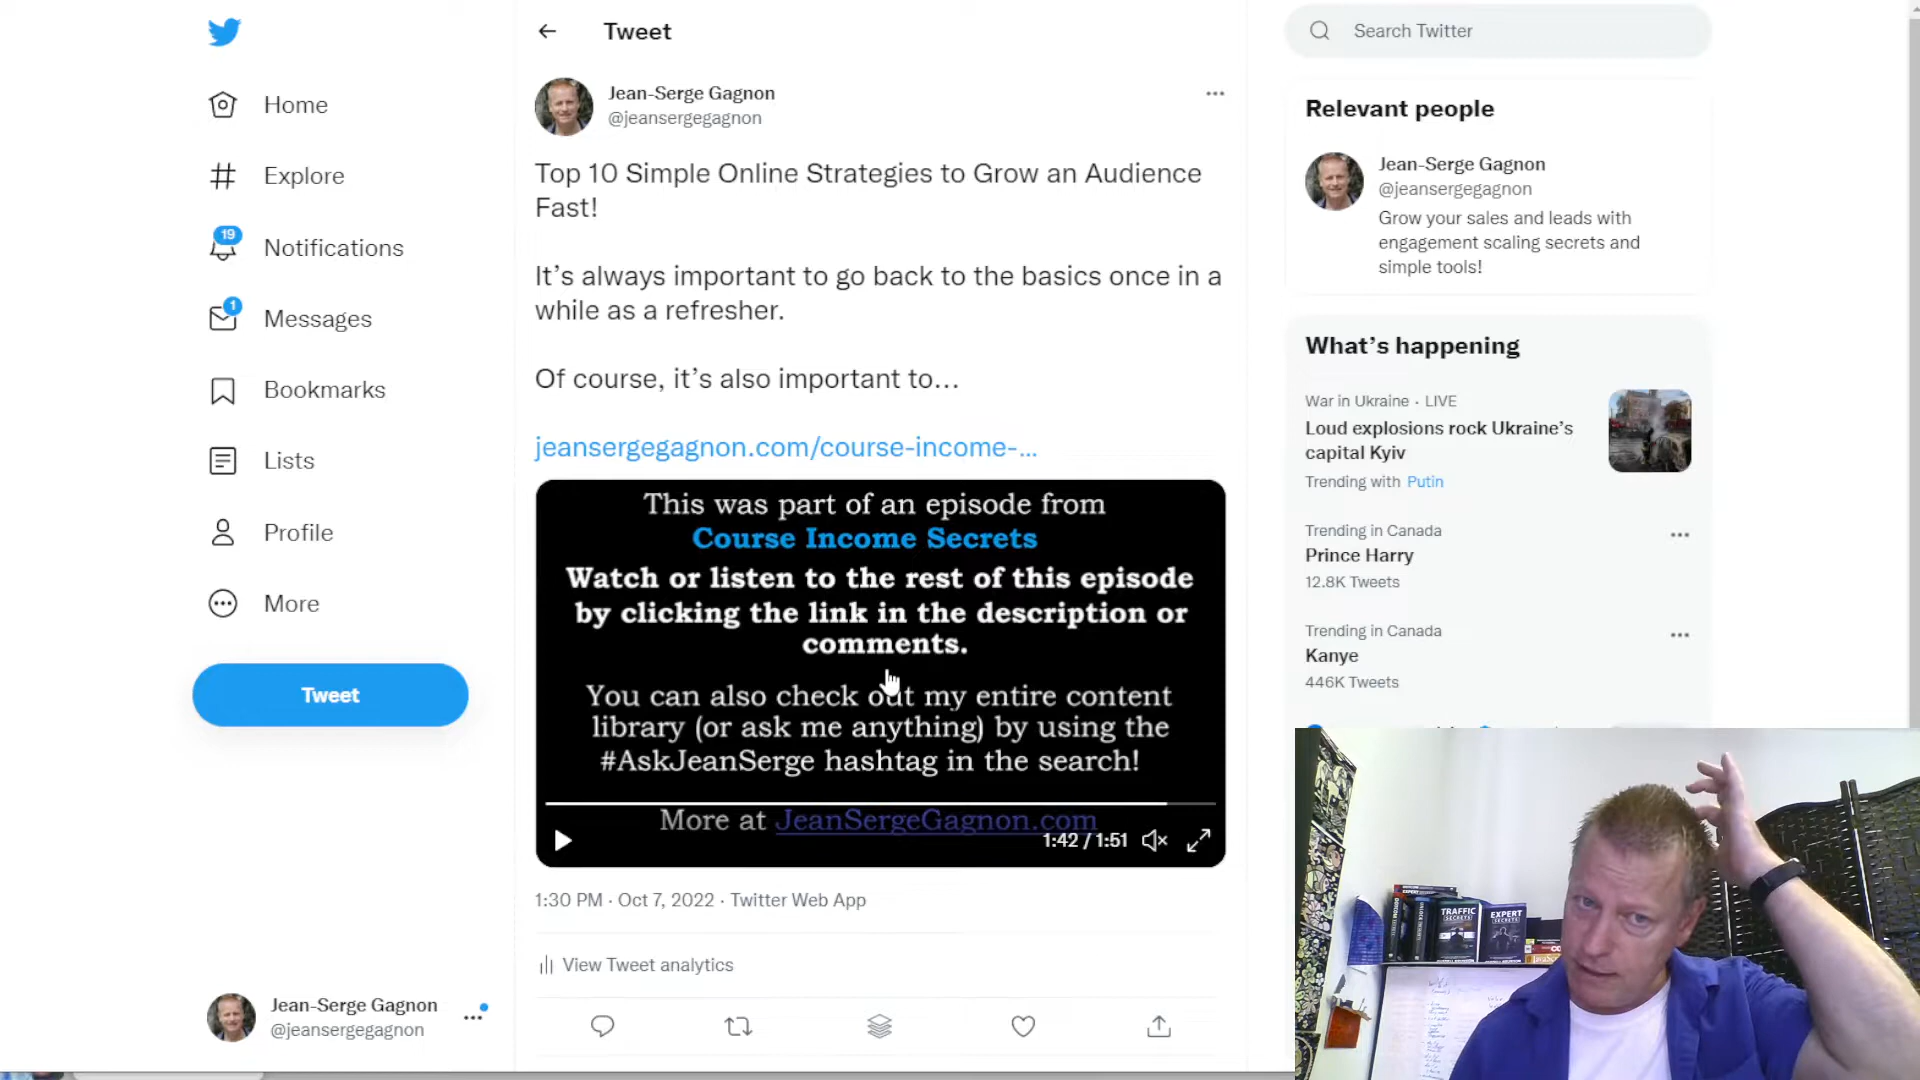 Tweet
Search Twitter
Home
Explore
19
Notifications
1
Messages
Bookmarks
Lists
Profile
More
Tweet
Jean-Serge Gagnon
@jeansergegagnon
Jean-Serge Gagnon
@jeansergegagnon
Top 10 Simple Online Strategies to Grow an Audience
Fast!
It’s always important to go back to the basics once in a
while as a refresher.
Of course, it’s also important to…
jeansergegagnon.com/course-income-…
This was part of an episode from
Course Income Secrets
Watch or listen to the rest of this episode
by clicking the link in the description or
comments.
You can also check out my entire content
library (or ask me anything) by using the
#AskJeanSerge hashtag in the search!
More at JeanSergeGagnon.com
1:42 / 1:51
1:30 PM · Oct 7, 2022 · Twitter Web App
View Tweet analytics
Relevant people
Jean-Serge Gagnon
@jeansergegagnon
Grow your sales and leads with
engagement scaling secrets and
simple tools!
What’s happening
War in Ukraine · LIVE
Loud explosions rock Ukraine’s
capital Kyiv
Trending with Putin
Trending in Canada
Prince Harry
12.8K Tweets
Trending in Canada
Kanye
446K Tweets
TRAFFIC
SECRETS
EXPERT
SECRETS